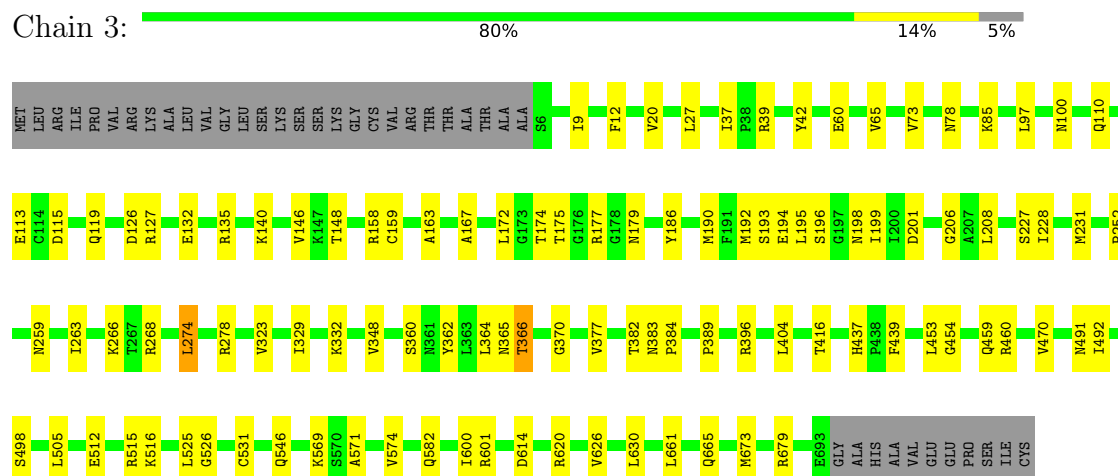 Chain 3:
80% 14% 5%
MET LEU ARG ILE PRO VAL ARG LYS ALA LEU VAL GLY LEU SER LYS SER SER LYS GLY CYS VAL ARG THR THR ALA THR ALA ALA S6 I9 F12 V20 L27 I37 P38 R39 Y42 E60 V65 V73 N78 K85 L97 N100 Q110
E113 C114 D115 Q119 D126 R127 E132 R135 K140 V146 K147 T148 R158 C159 A163 A167 L172 G173 T174 T175 G176 R177 G178 N179 Y186 M190 F191 M192 S193 E194 L195 S196 G197 N198 I199 I200 D201 G206 A207 L208 S227 I228 M231
N259 I263 K266 T267 R268 L274 R278 V323 I329 K332 V348 S360 N361 Y362 L363 L364 N365 T366 G370 V377 T382 N383 P384 P389 R396 L404 T416 H437 P438 F439 L453 G454 Q459 R460 V470 N491 I492
S498 L505 E512 R515 K516 L525 G526 C531 Q546 K569 S570 A571 V574 Q582 I600 R601 D614 R620 V626 L630 L661 Q665 M673 R679 E693 GLY ALA HIS ALA VAL GLU GLU PRO SER ILE CYS